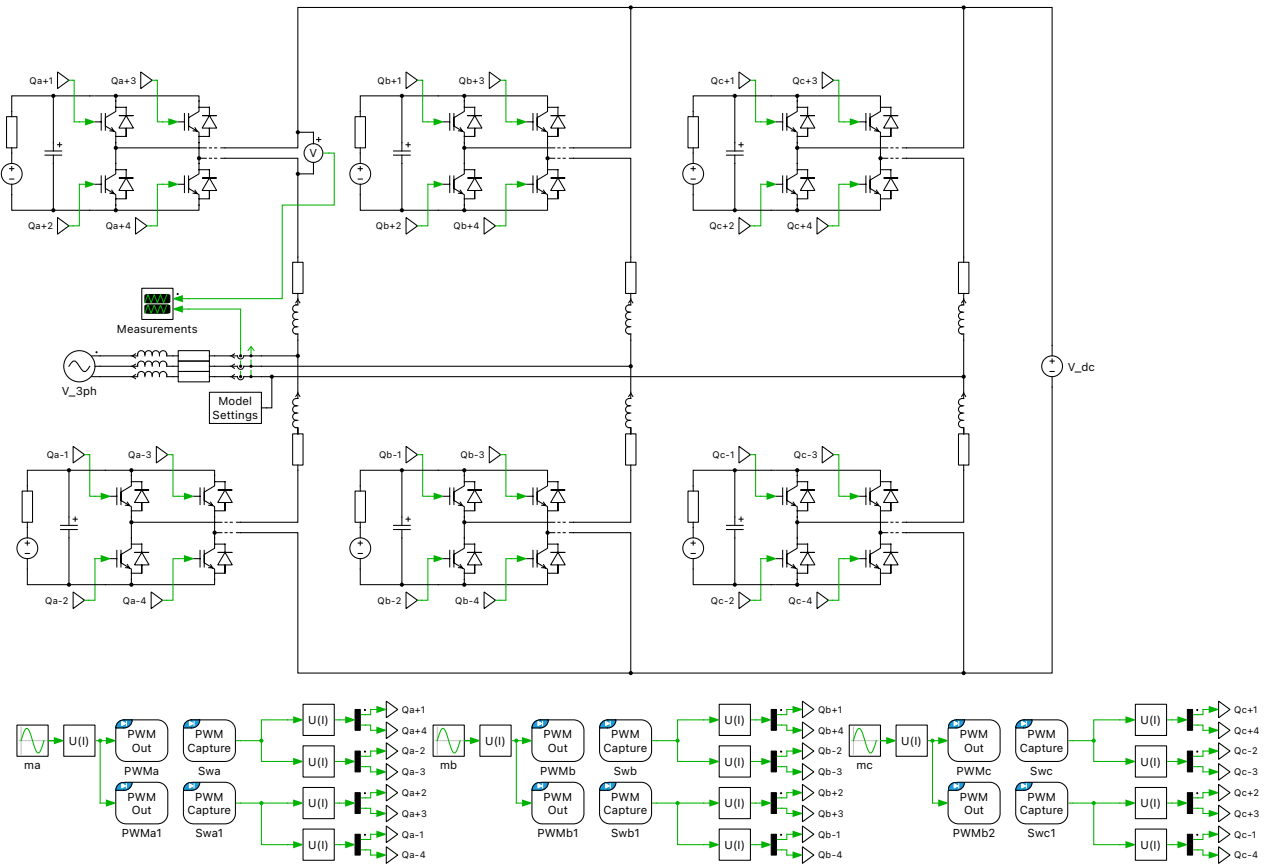 Qa+1
Qa+3
Qb+1
Qb+3
Qc+1
Qc+3
+
+
+
+
V
+
+
+
+
Qa+2
Qa+4
Qb+2
Qb+4
Qc+2
Qc+4
Measurements
V_3ph
Model
Settings
+
V_dc
Qa-1
Qa-3
Qb-1
Qb-3
Qc-1
Qc-3
+
+
+
+
+
+
Qa-2
Qa-4
Qb-2
Qb-4
Qc-2
Qc-4
ma
U(I)
PWM
Out
PWMa
PWM
Capture
Swa
PWM
Out
PWMa1
PWM
Capture
Swa1
U(I)
Qa+1
Qa+4
U(I)
Qa-2
Qa-3
U(I)
Qa+2
Qa+3
U(I)
Qa-1
Qa-4
mb
U(I)
PWM
Out
PWMb
PWM
Capture
Swb
PWM
Out
PWMb1
PWM
Capture
Swb1
U(I)
Qb+1
Qb+4
U(I)
Qb-2
Qb-3
U(I)
Qb+2
Qb+3
U(I)
Qb-1
Qb-4
mc
U(I)
PWM
Out
PWMc
PWM
Capture
Swc
PWM
Out
PWMb2
PWM
Capture
Swc1
U(I)
Qc+1
Qc+4
U(I)
Qc-2
Qc-3
U(I)
Qc+2
Qc+3
U(I)
Qc-1
Qc-4